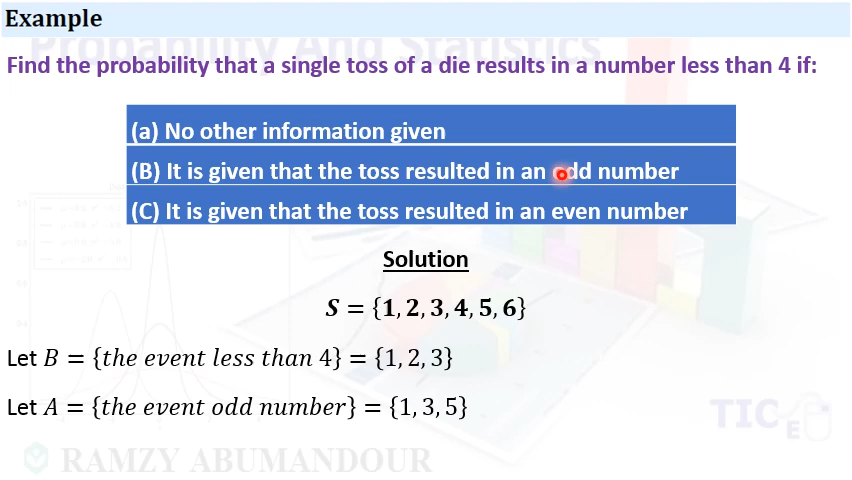 Example
Probability And Statistics
Find the probability that a single toss of a die results in a number less than 4 if:
(a) No other information given
(B) It is given that the toss resulted in an odd number
(C) It is given that the toss resulted in an even number
Solution
S = {1, 2, 3, 4, 5, 6}
Let B = {the event less than 4} = {1, 2, 3}
Let A = {the event odd number} = {1, 3, 5}
TIC
E
RAMZY ABUMANDOUR